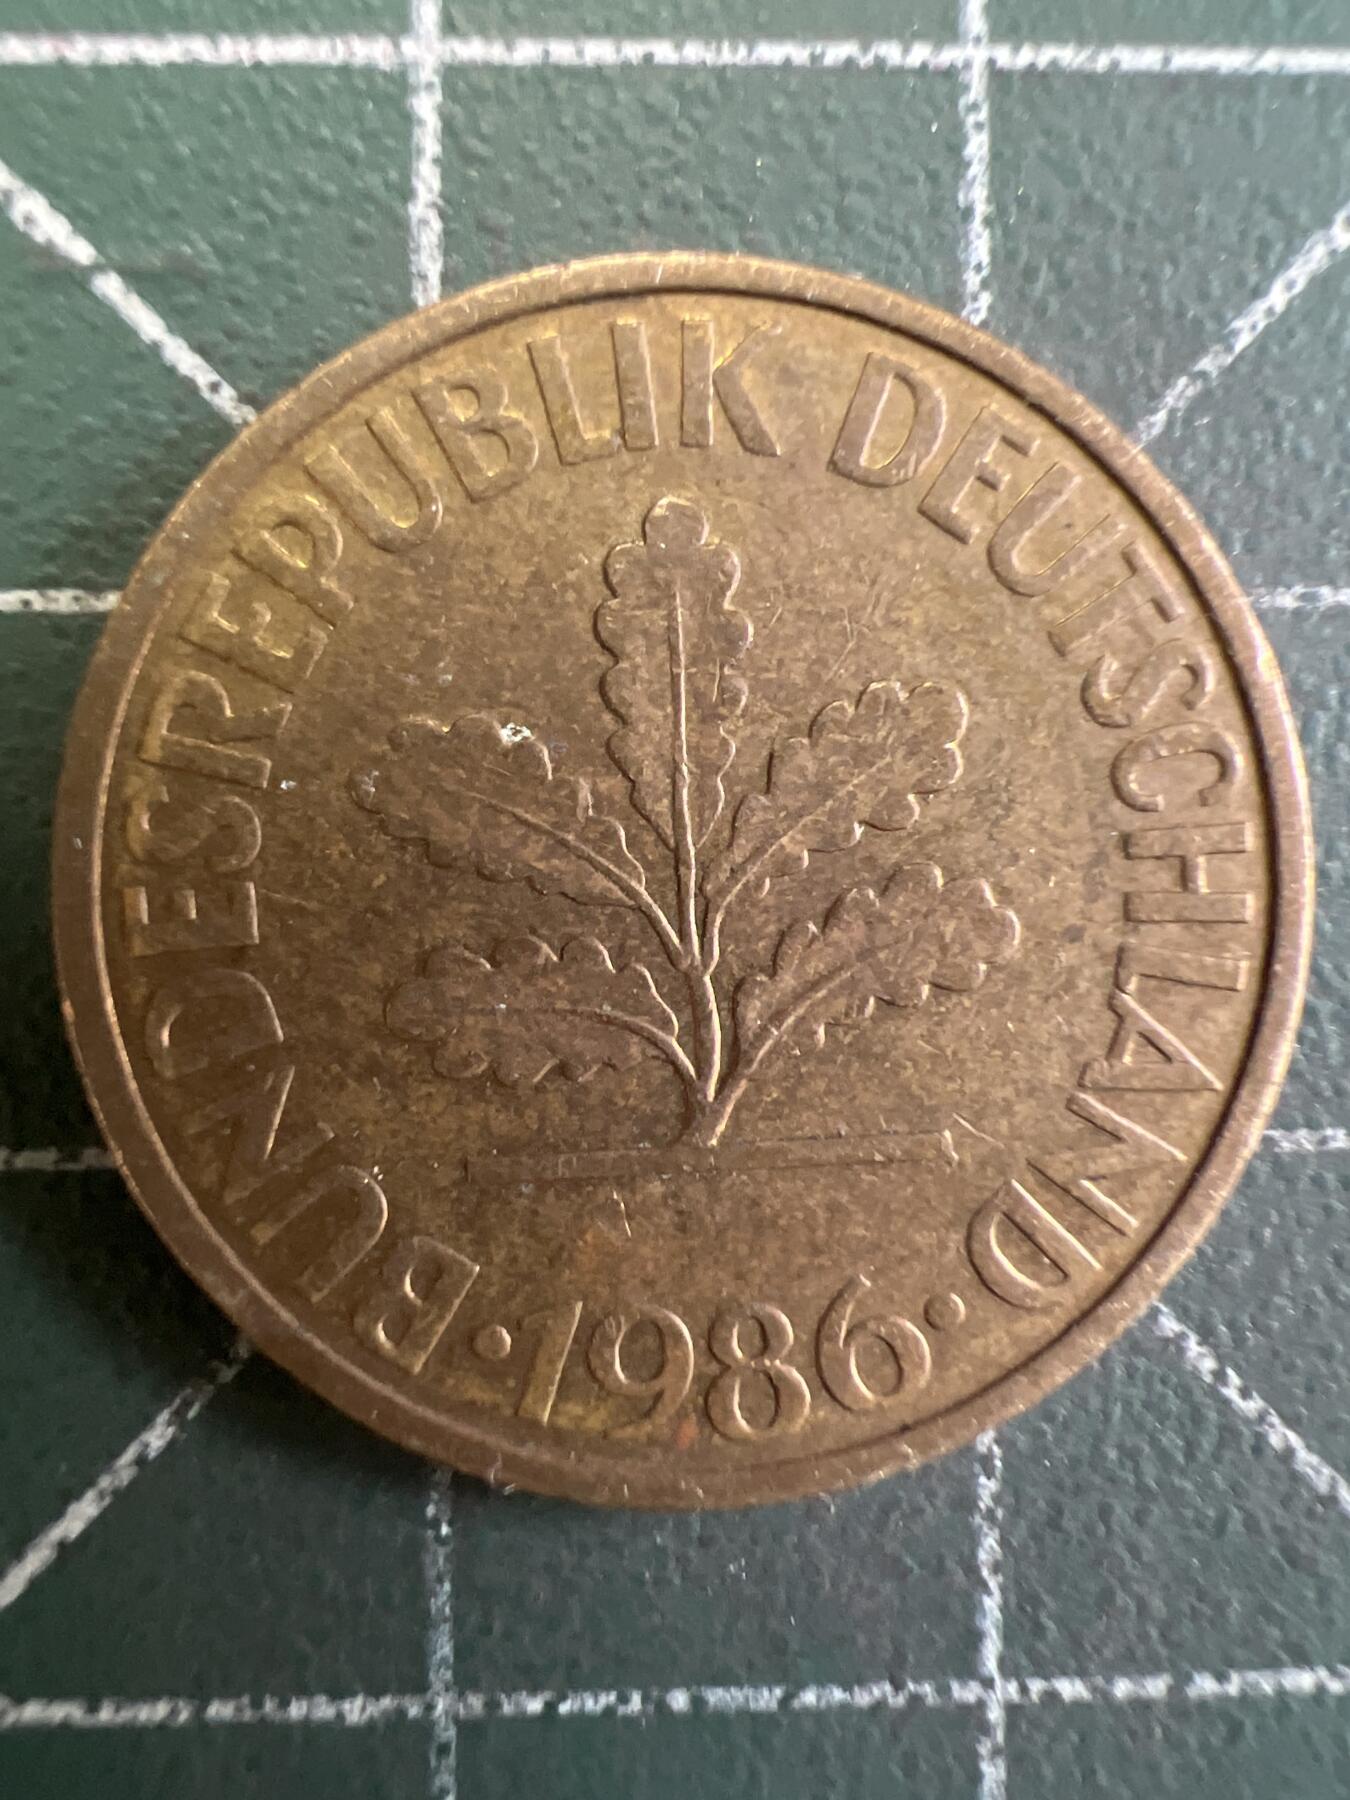 BUNDESREPUBLIK DEUTSCHLAND
· 1986 ·